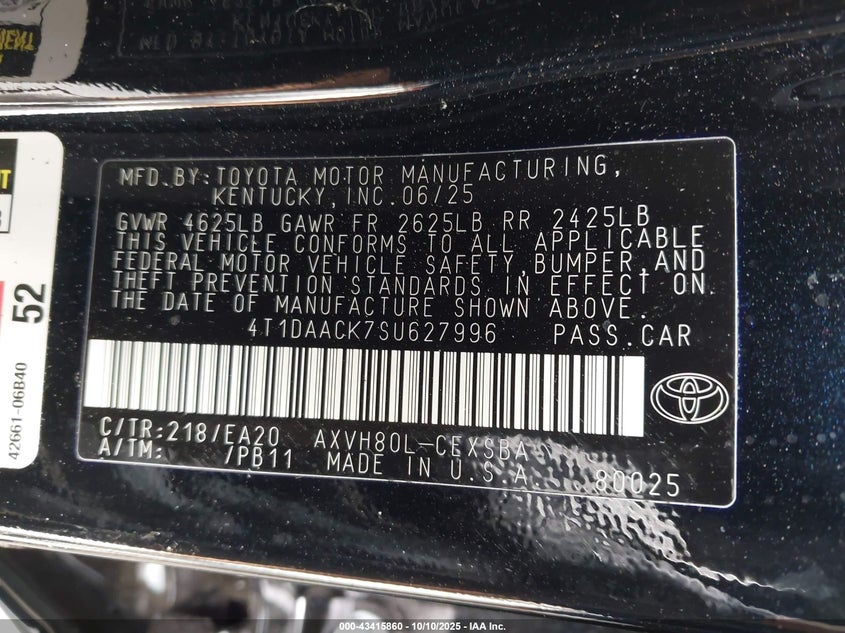 MFD.BY:TOYOTA MOTOR MANUFACTURING,
KENTUCKY, INC. 06/25
GVWR 4625LB GAWR FR 2625LB RR 2425LB
THIS VEHICLE CONFORMS TO ALL APPLICABLE
FEDERAL MOTOR VEHICLE SAFETY,BUMPER,AND
THEFT PREVENTION STANDARDS IN EFFECT ON
THE DATE OF MANUFACTURE SHOWN ABOVE.
4T1DAACK7SU627996 PASS.CAR
C/TR:218/EA20 AXVH80L-CEXSBA
A/TM: /PB11 MADE IN U.S.A. 80025
52
42661-06B40
000-43415860 - 10/10/2025 - IAA Inc.